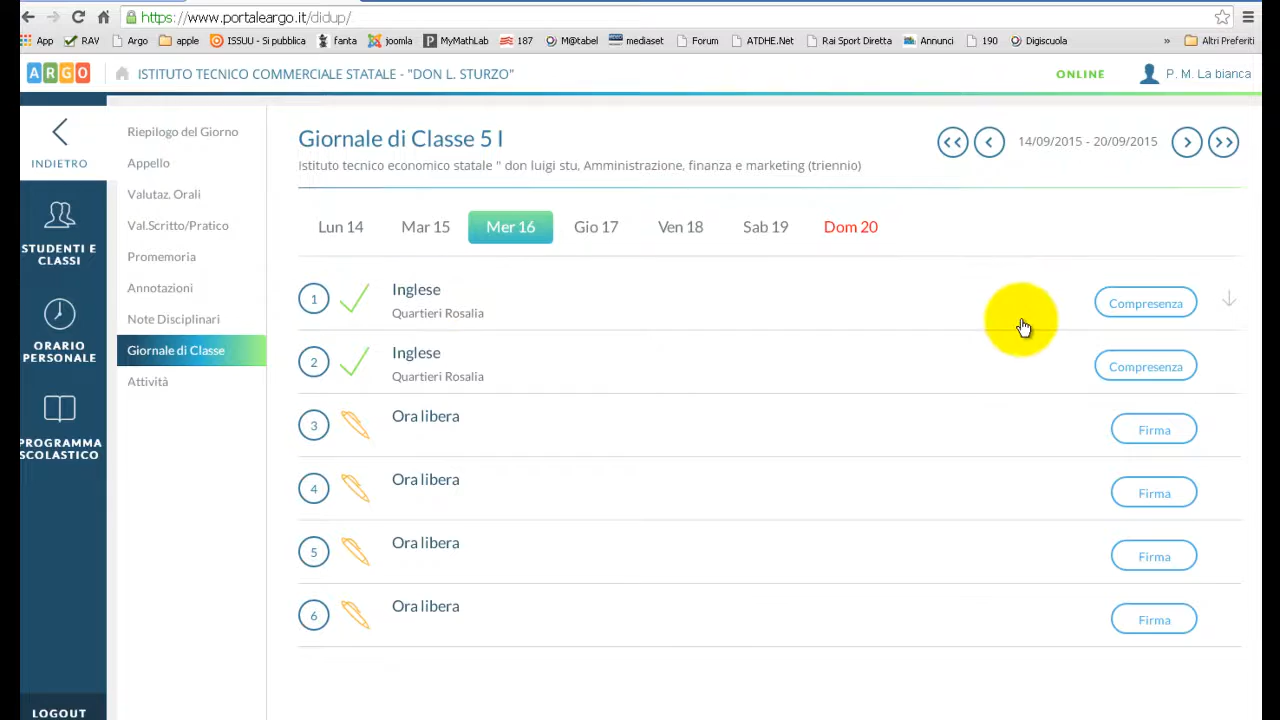 https://www.portaleargo.it/didup/
App RAV Argo apple ISSUU - Si pubblica fanta joomla MyMathLab 187 M@tabel mediaset Forum ATDHE.Net Rai Sport Diretta Annunci 190 Digiscuola » Altri Preferiti
ARGO ISTITUTO TECNICO COMMERCIALE STATALE - "DON L. STURZO" ONLINE P. M. La bianca
INDIETRO
STUDENTI E
CLASSI
ORARIO
PERSONALE
PROGRAMMA
SCOLASTICO
LOGOUT
Riepilogo del Giorno
Appello
Valutaz. Orali
Val.Scritto/Pratico
Promemoria
Annotazioni
Note Disciplinari
Giornale di Classe
Attività
Giornale di Classe 5 I
Istituto tecnico economico statale " don luigi stu, Amministrazione, finanza e marketing (triennio)
<< < 14/09/2015 - 20/09/2015 > >>
Lun 14 Mar 15 Mer 16 Gio 17 Ven 18 Sab 19 Dom 20
1 Inglese Compresenza
Quartieri Rosalia
2 Inglese Compresenza
Quartieri Rosalia
3 Ora libera Firma
4 Ora libera Firma
5 Ora libera Firma
6 Ora libera Firma